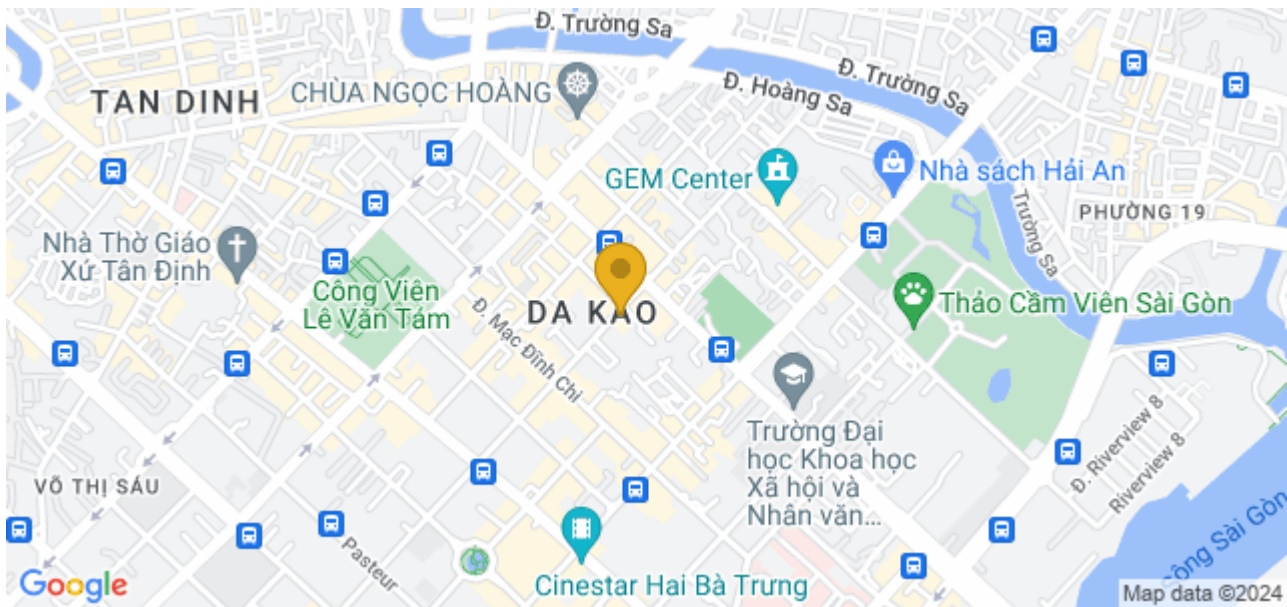 Đ. Trường Sa
Đ. Trường Sa
CHÙA NGỌC HOÀNG
TAN DINH
Đ. Hoàng Sa
GEM Center
Nhà sách Hải An
Trường Sa
PHƯỜNG 19
Nhà Thờ Giáo
Xứ Tân Định
Công Viên
Lê Văn Tám
DA KAO
Thảo Cầm Viên Sài Gòn
Đ. Mạc Đĩnh Chi
Trường Đại
học Khoa học
Xã hội và
Nhân văn...
Đ. Riverview 8
Riverview 8
VÕ THỊ SÁU
Pasteur
Cinestar Hai Bà Trưng
Sông Sài Gòn
Google
Map data ©2024